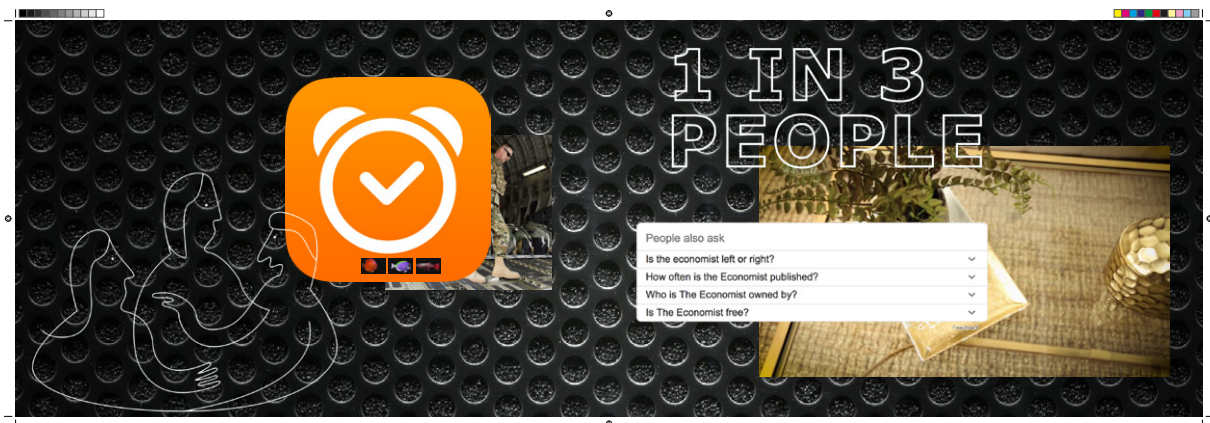 1 IN 3
PEOPLE
People also ask
Is the economist left or right?
How often is the Economist published?
Who is The Economist owned by?
Is The Economist free?
Feedback